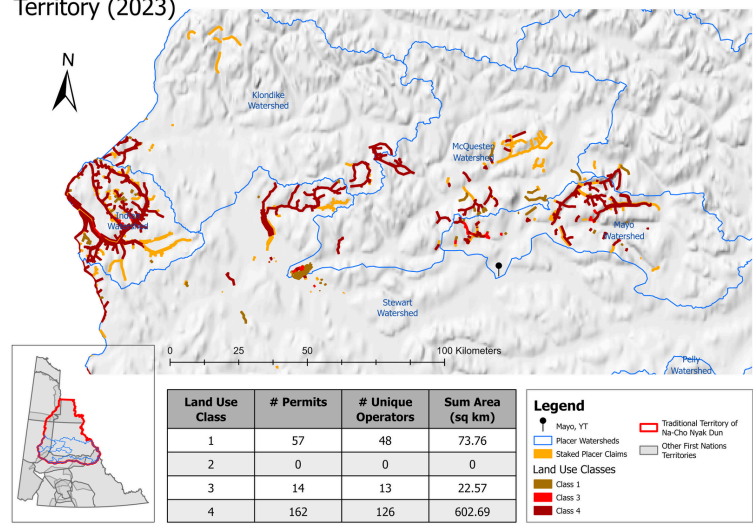 Territory (2023)
N
Klondike
Watershed
McQuesten
Watershed
Indian
Watershed
Mayo
Watershed
Stewart
Watershed
Pelly
Watershed
0 25 50 100 Kilometers
Land Use Class # Permits # Unique Operators Sum Area (sq km)
1 57 48 73.76
2 0 0 0
3 14 13 22.57
4 162 126 602.69
Legend
Mayo, YT
Placer Watersheds
Staked Placer Claims
Land Use Classes
Class 1
Class 3
Class 4
Traditional Territory of
Na-Cho Nyak Dun
Other First Nations
Territories